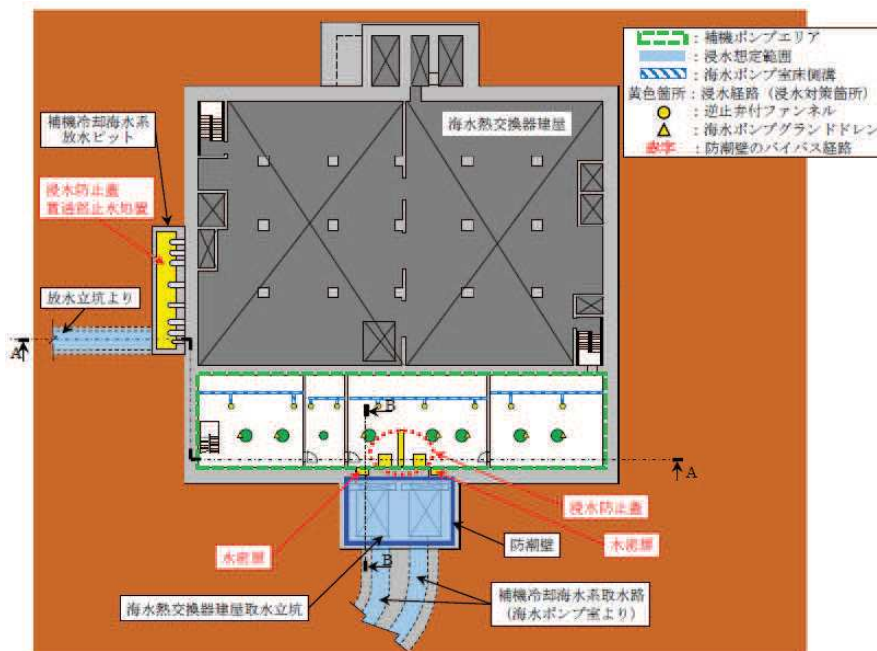 ：補機ポンプエリア
：浸水想定範囲
：海水ポンプ室床側溝
黄色箇所：浸水経路（浸水対策箇所）
：逆止弁付ファンネル
：海水ポンプグランドドレン
赤字：防潮壁のバイパス経路
海水熱交換器建屋
補機冷却海水系
放水ピット
浸水防止蓋
貫通部止水処置
放水立坑より
A
B
A
浸水防止蓋
水密扉
防潮壁
水密扉
B
海水熱交換器建屋取水立坑
補機冷却海水系取水路
(海水ポンプ室より)